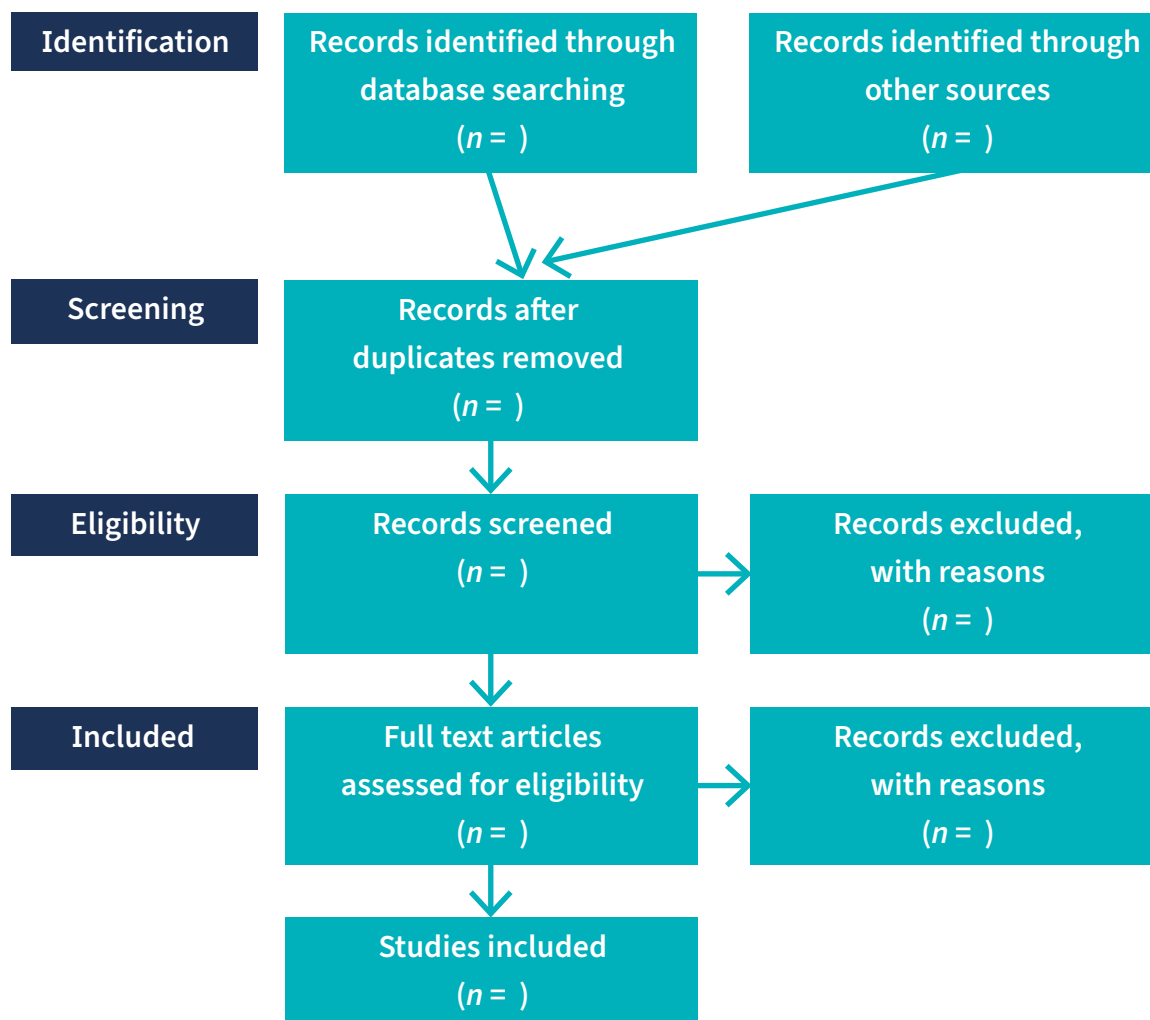 Identification
Records identified through
database searching
(n = )
Records identified through
other sources
(n = )
Screening
Records after
duplicates removed
(n = )
Eligibility
Records screened
(n = )
Records excluded,
with reasons
(n = )
Included
Full text articles
assessed for eligibility
(n = )
Records excluded,
with reasons
(n = )
Studies included
(n = )